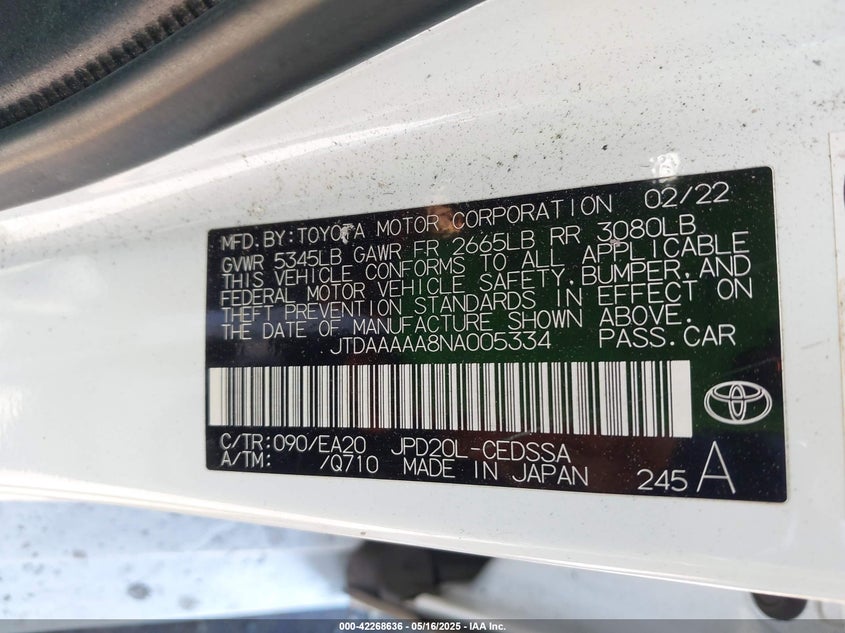 MFD.BY:TOYOTA MOTOR CORPORATION 02/22
GVWR 5345LB GAWR FR 2665LB RR 3080LB
THIS VEHICLE CONFORMS TO ALL APPLICABLE
FEDERAL MOTOR VEHICLE SAFETY,BUMPER,AND
THEFT PREVENTION STANDARDS IN EFFECT ON
THE DATE OF MANUFACTURE SHOWN ABOVE.
JTDAAAAA8NA005334 PASS.CAR
C/TR:090/EA20 JPD20L-CEDSSA
A/TM: /Q710 MADE IN JAPAN 245 A
000-42268636 - 05/16/2025 - IAA Inc.